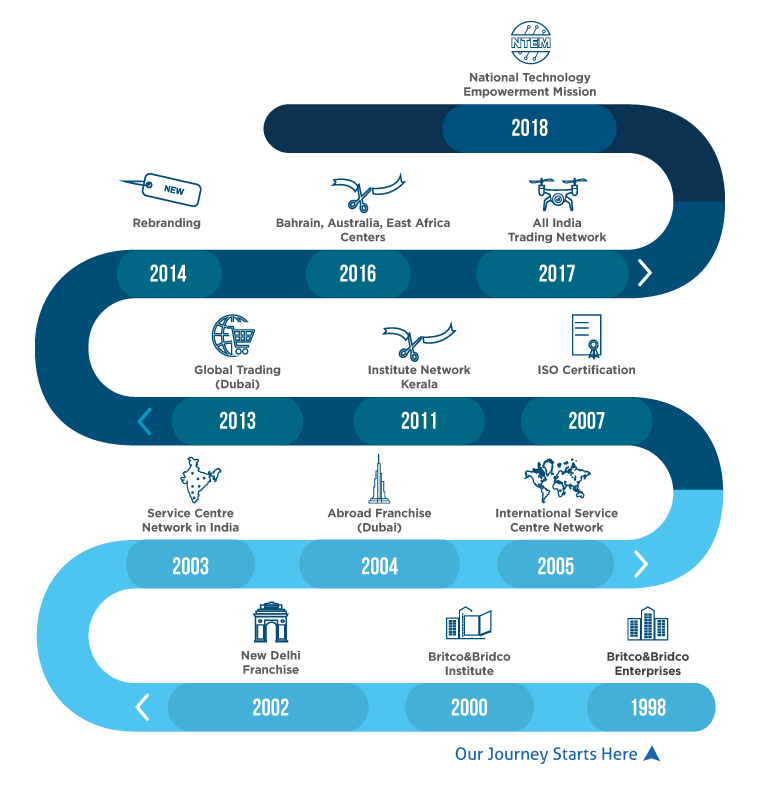 NTEM
National Technology
Empowerment Mission
2018
NEW
Rebranding
Bahrain, Australia, East Africa
Centers
All India
Trading Network
2014
2016
2017
Global Trading
(Dubai)
Institute Network
Kerala
ISO Certification
2013
2011
2007
Service Centre
Network in India
Abroad Franchise
(Dubai)
International Service
Centre Network
2003
2004
2005
New Delhi
Franchise
Britco&Bridco
Institute
Britco&Bridco
Enterprises
2002
2000
1998
Our Journey Starts Here